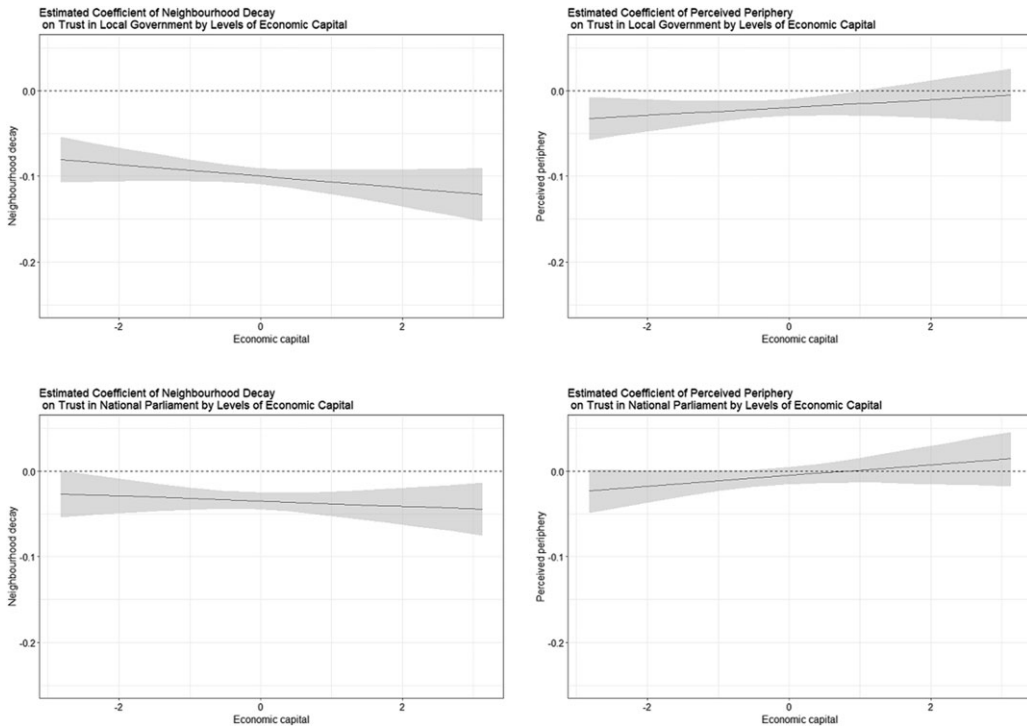 Estimated Coefficient of Neighbourhood Decay
on Trust in Local Government by Levels of Economic Capital
0.0
-0.1
-0.2
Neighbourhood decay
-2
0
2
Economic capital
Estimated Coefficient of Perceived Periphery
on Trust in Local Government by Levels of Economic Capital
0.0
-0.1
-0.2
Perceived periphery
-2
0
2
Economic capital
Estimated Coefficient of Neighbourhood Decay
on Trust in National Parliament by Levels of Economic Capital
0.0
-0.1
-0.2
Neighbourhood decay
-2
0
2
Economic capital
Estimated Coefficient of Perceived Periphery
on Trust in National Parliament by Levels of Economic Capital
0.0
-0.1
-0.2
Perceived periphery
-2
0
2
Economic capital